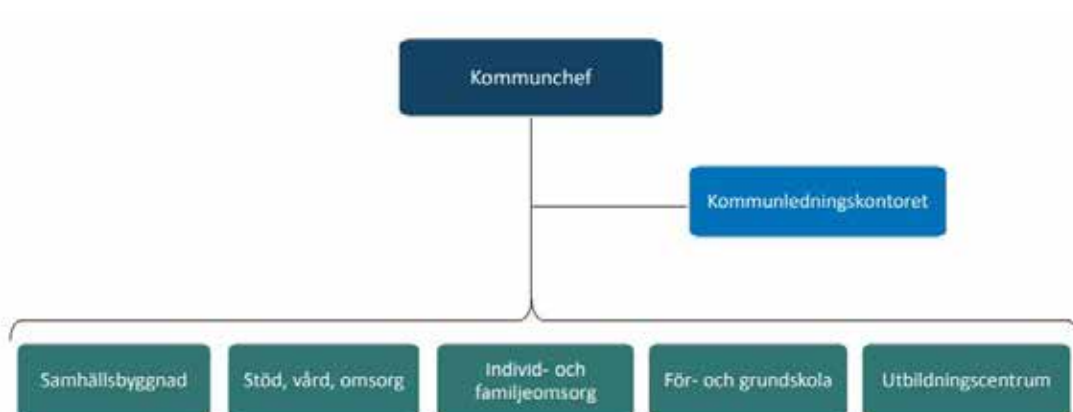 Kommunchef
Kommunledningskontoret
Samhällsbyggnad
Stöd, vård, omsorg
Individ- och
familjeomsorg
För- och grundskola
Utbildningscentrum